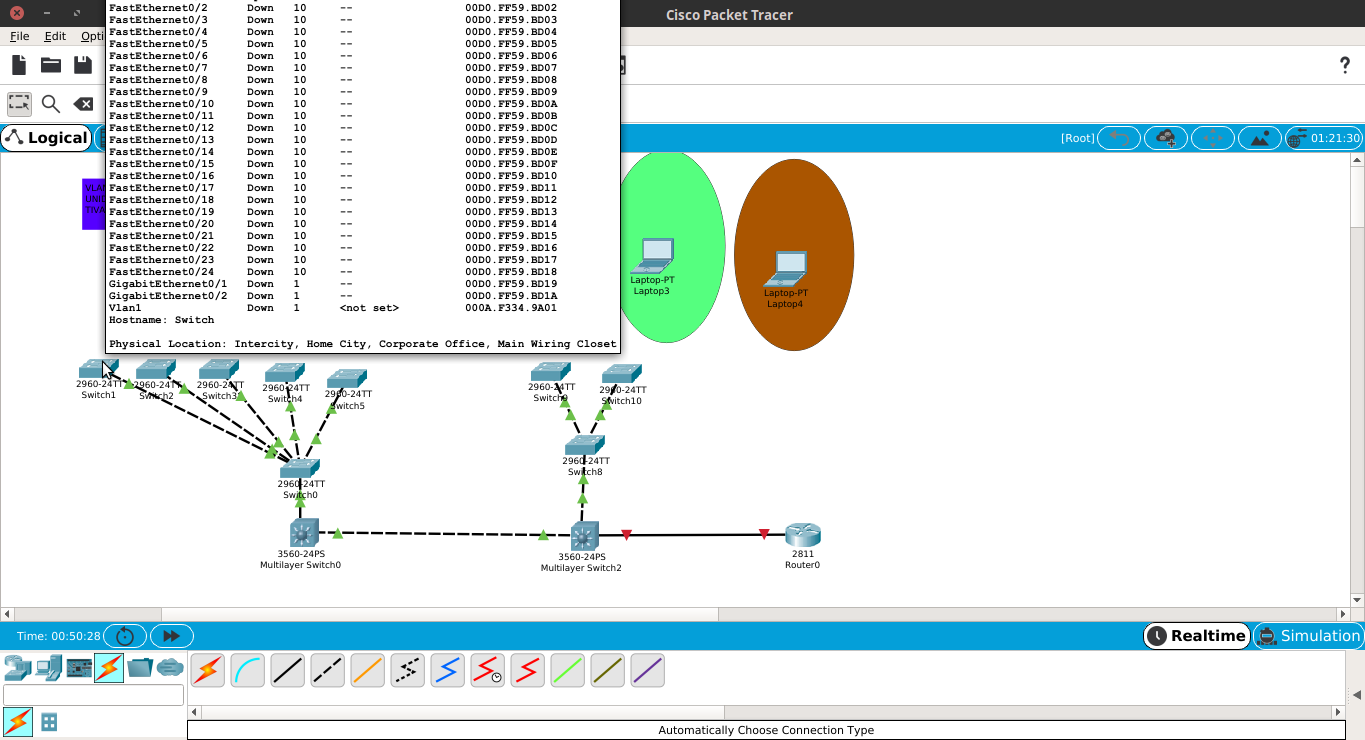 Cisco Packet Tracer
File Edit Opti
FastEthernet0/2 Down 10 -- 00D0.FF59.BD02
FastEthernet0/3 Down 10 -- 00D0.FF59.BD03
FastEthernet0/4 Down 10 -- 00D0.FF59.BD04
FastEthernet0/5 Down 10 -- 00D0.FF59.BD05
FastEthernet0/6 Down 10 -- 00D0.FF59.BD06
FastEthernet0/7 Down 10 -- 00D0.FF59.BD07
FastEthernet0/8 Down 10 -- 00D0.FF59.BD08
FastEthernet0/9 Down 10 -- 00D0.FF59.BD09
FastEthernet0/10 Down 10 -- 00D0.FF59.BD0A
FastEthernet0/11 Down 10 -- 00D0.FF59.BD0B
FastEthernet0/12 Down 10 -- 00D0.FF59.BD0C
FastEthernet0/13 Down 10 -- 00D0.FF59.BD0D
FastEthernet0/14 Down 10 -- 00D0.FF59.BD0E
FastEthernet0/15 Down 10 -- 00D0.FF59.BD0F
FastEthernet0/16 Down 10 -- 00D0.FF59.BD10
FastEthernet0/17 Down 10 -- 00D0.FF59.BD11
FastEthernet0/18 Down 10 -- 00D0.FF59.BD12
FastEthernet0/19 Down 10 -- 00D0.FF59.BD13
FastEthernet0/20 Down 10 -- 00D0.FF59.BD14
FastEthernet0/21 Down 10 -- 00D0.FF59.BD15
FastEthernet0/22 Down 10 -- 00D0.FF59.BD16
FastEthernet0/23 Down 10 -- 00D0.FF59.BD17
FastEthernet0/24 Down 10 -- 00D0.FF59.BD18
GigabitEthernet0/1 Down 1 -- 00D0.FF59.BD19
GigabitEthernet0/2 Down 1 -- 00D0.FF59.BD1A
Vlan1 Down 1 <not set> 000A.F334.9A01
Hostname: Switch
Physical Location: Intercity, Home City, Corporate Office, Main Wiring Closet
Logical
[Root]
01:21:30
Laptop-PT
Laptop3
Laptop-PT
Laptop4
2960-24TT
Switch1
2960-24TT
Switch2
2960-24TT
Switch3
2960-24TT
Switch4
2960-24TT
Switch5
2960-24TT
Switch9
2960-24TT
Switch10
2960-24TT
Switch0
2960-24TT
Switch8
3560-24PS
Multilayer Switch0
3560-24PS
Multilayer Switch2
2811
Router0
Time: 00:50:28
Realtime
Simulation
Automatically Choose Connection Type